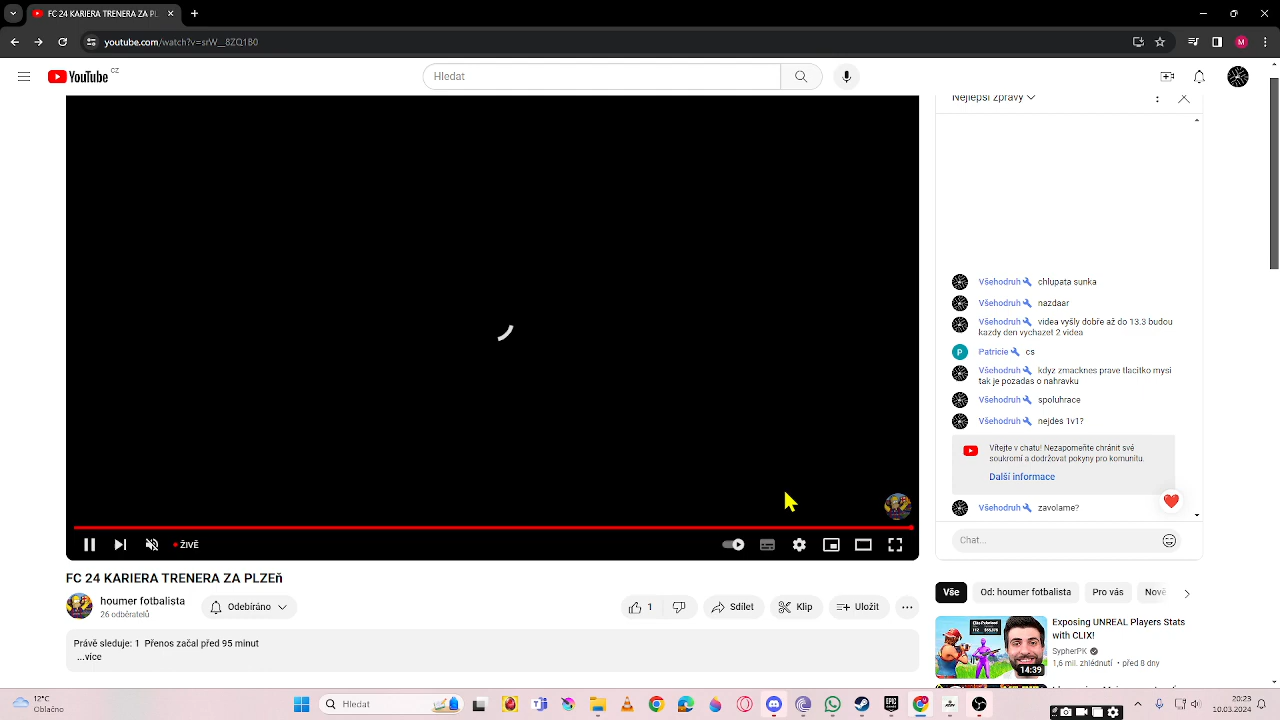 FC 24 KARIERA TRENERA ZA PL
youtube.com/watch?v=srW__8ZQ1B0
M
YouTube CZ
Hledat
Nejlepší zprávy
Všehodruh chlupata sunka
Všehodruh nazdaar
Všehodruh videa vyšly dobře až do 13.3 budou
kazdy den vychazet 2 videa
P Patricie cs
Všehodruh kdyz zmacknes prave tlacitko mysi
tak je pozadas o nahravku
Všehodruh spoluhrace
Všehodruh nejdes 1v1?
Vítejte v chatu! Nezapomeňte chránit své
soukromí a dodržovat pokyny pro komunitu.
Další informace
Všehodruh zavolame?
Chat...
ŽIVĚ
FC 24 KARIERA TRENERA ZA PLZEň
houmer fotbalista
26 odběratelů
Odebíráno
1
Sdílet
Klip
Uložit
Právě sleduje: 1 Přenos začal před 95 minut
...více
Vše
Od: houmer fotbalista
Pro vás
Nově
14:39
Exploying UNREAL Players Stats
with CLIX!
SypherPK
1,6 mil. zhlédnutí • před 8 dny
12°C
Oblačno
Hledat
20:23
10.03.2024